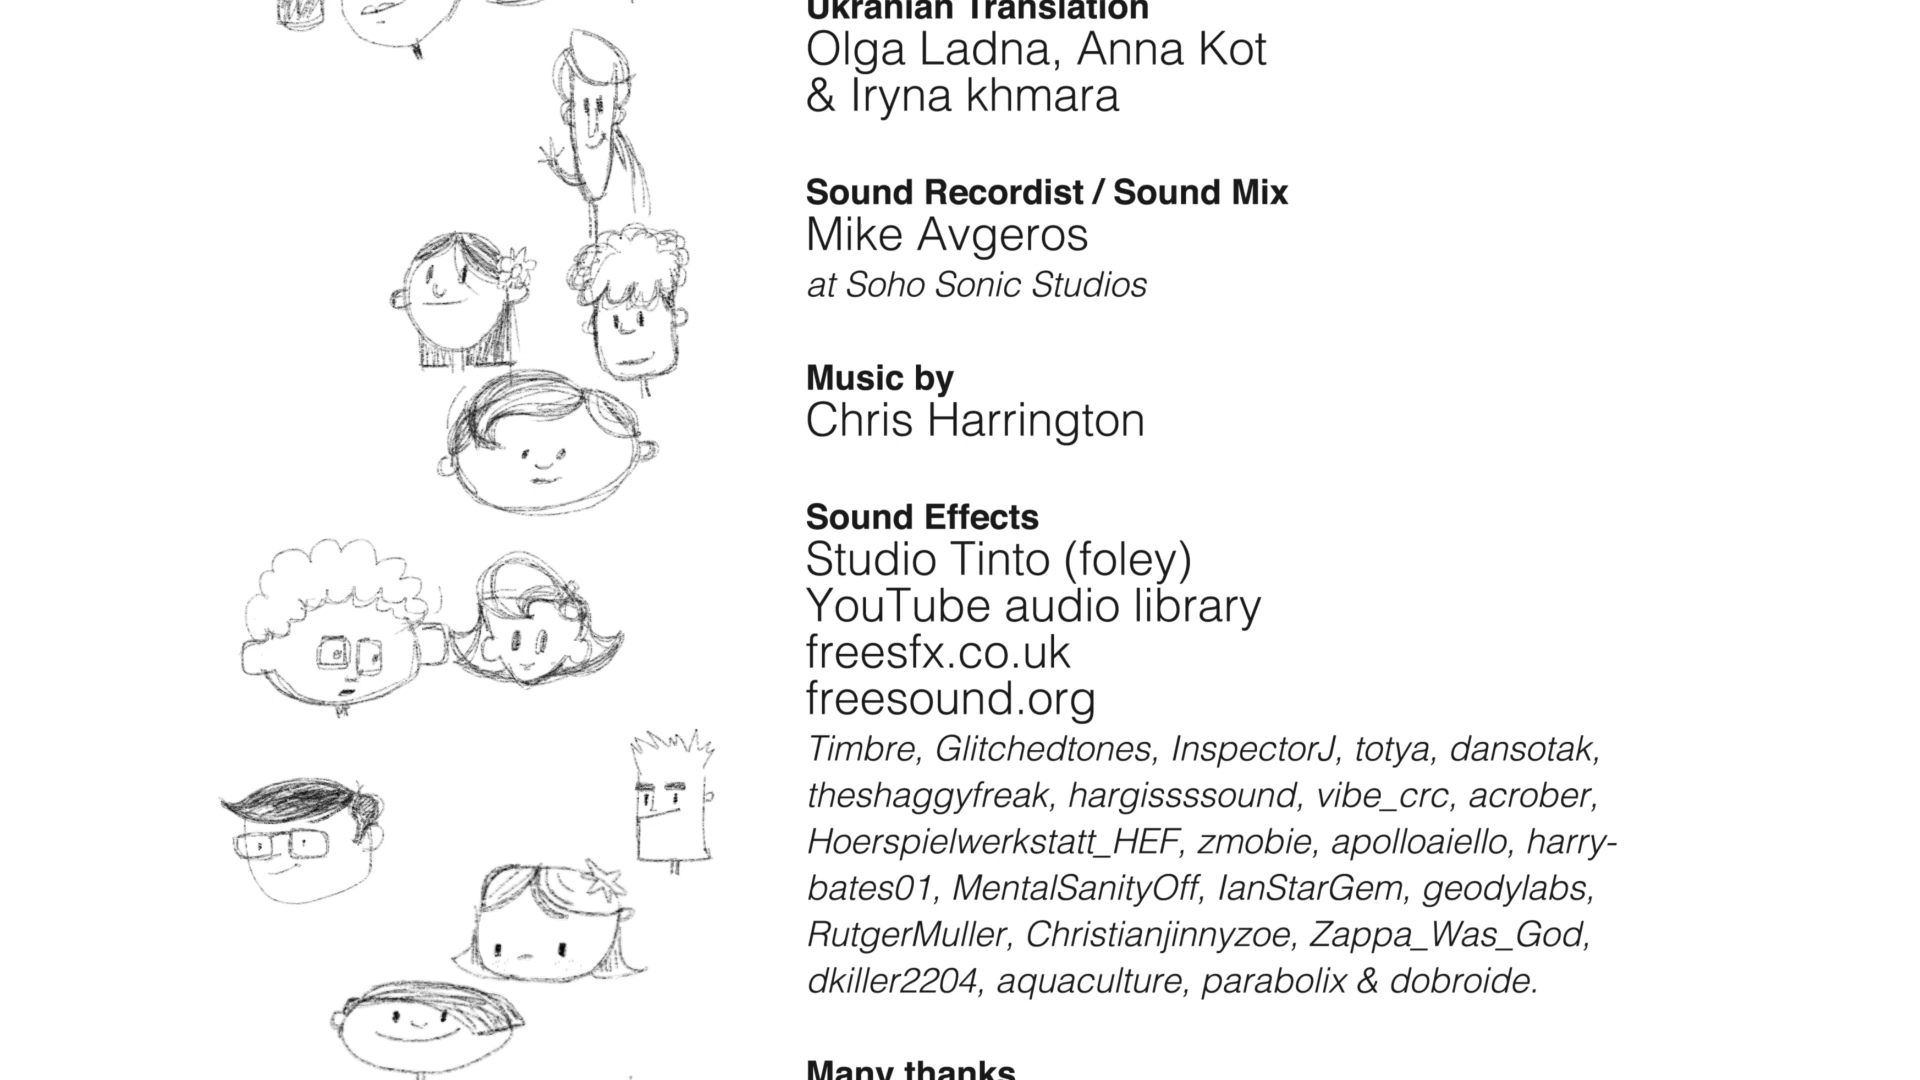 Ukranian Translation
Olga Ladna, Anna Kot
& Iryna khmara
Sound Recordist / Sound Mix
Mike Avgeros
at Soho Sonic Studios
Music by
Chris Harrington
Sound Effects
Studio Tinto (foley)
YouTube audio library
freesfx.co.uk
freesound.org
Timbre, Glitchedtones, InspectorJ, totya, dansotak,
theshaggyfreak, hargissssound, vibe_crc, acrober,
Hoerspielwerkstatt_HEF, zmobie, apolloaiello, harry-
bates01, MentalSanityOff, IanStarGem, geodylabs,
RutgerMuller, Christianjinnyzoe, Zappa_Was_God,
dkiller2204, aquaculture, parabolix & dobroide.
Many thanks